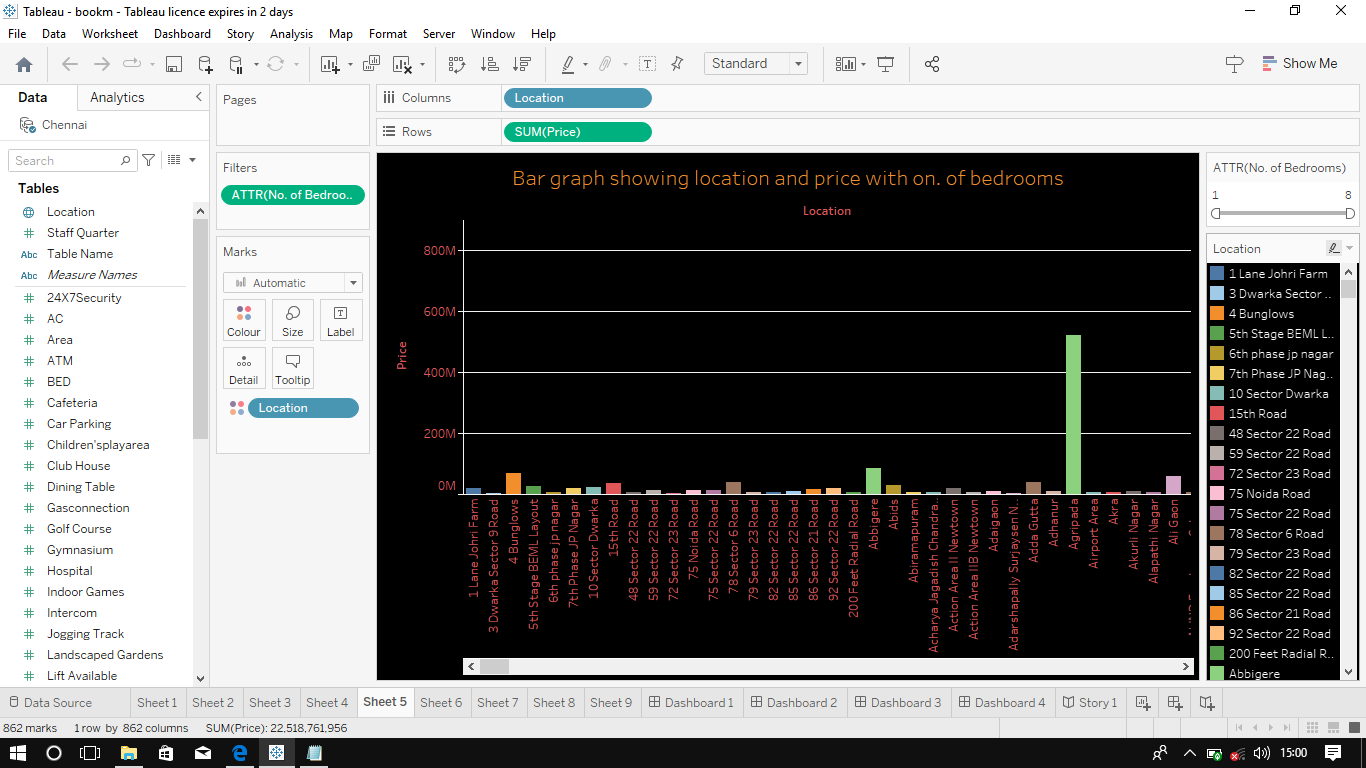 Tableau - bookm - Tableau licence expires in 2 days
File Data Worksheet Dashboard Story Analysis Map Format Server Window Help
Standard
Show Me
Data Analytics
Chennai
Search
Tables
Location
Staff Quarter
Abc Table Name
Abc Measure Names
24X7Security
AC
Area
ATM
BED
Cafeteria
Car Parking
Children'splayarea
Club House
Dining Table
Gasconnection
Golf Course
Gymnasium
Hospital
Indoor Games
Intercom
Jogging Track
Landscaped Gardens
Lift Available
Pages
Filters
ATTR(No. of Bedroo..
Marks
Automatic
Colour Size Label
Detail Tooltip
Location
Columns Location
Rows SUM(Price)
Bar graph showing location and price with on. of bedrooms
Location
Price
800M
600M
400M
200M
0M
1 Lane Johri Farm
3 Dwarka Sector 9 Road
4 Bunglows
5th Stage BEML Layout
6th phase jp nagar
7th Phase JP Nagar
10 Sector Dwarka
15th Road
48 Sector 22 Road
59 Sector 22 Road
72 Sector 23 Road
75 Noida Road
75 Sector 22 Road
78 Sector 6 Road
79 Sector 23 Road
82 Sector 22 Road
85 Sector 22 Road
86 Sector 21 Road
92 Sector 22 Road
200 Feet Radial Road
Abbigere
Abids
Abiramapuram
Acharya Jagadish Chandra..
Action Area II Newtown
Action Area IIB Newtown
Adaigaon
Adarshapally Surjaysen N..
Adda Gutta
Adhanur
Agripada
Airport Area
Akra
Akurli Nagar
Alapathi Nagar
Ali Gaon
ATTR(No. of Bedrooms)
1 8
Location
1 Lane Johri Farm
3 Dwarka Sector ..
4 Bunglows
5th Stage BEML L..
6th phase jp nagar
7th Phase JP Nag..
10 Sector Dwarka
15th Road
48 Sector 22 Road
59 Sector 22 Road
72 Sector 23 Road
75 Noida Road
75 Sector 22 Road
78 Sector 6 Road
79 Sector 23 Road
82 Sector 22 Road
85 Sector 22 Road
86 Sector 21 Road
92 Sector 22 Road
200 Feet Radial R..
Abbigere
Data Source Sheet 1 Sheet 2 Sheet 3 Sheet 4 Sheet 5 Sheet 6 Sheet 7 Sheet 8 Sheet 9 Dashboard 1 Dashboard 2 Dashboard 3 Dashboard 4 Story 1
862 marks 1 row by 862 columns SUM(Price): 22,518,761,956
15:00